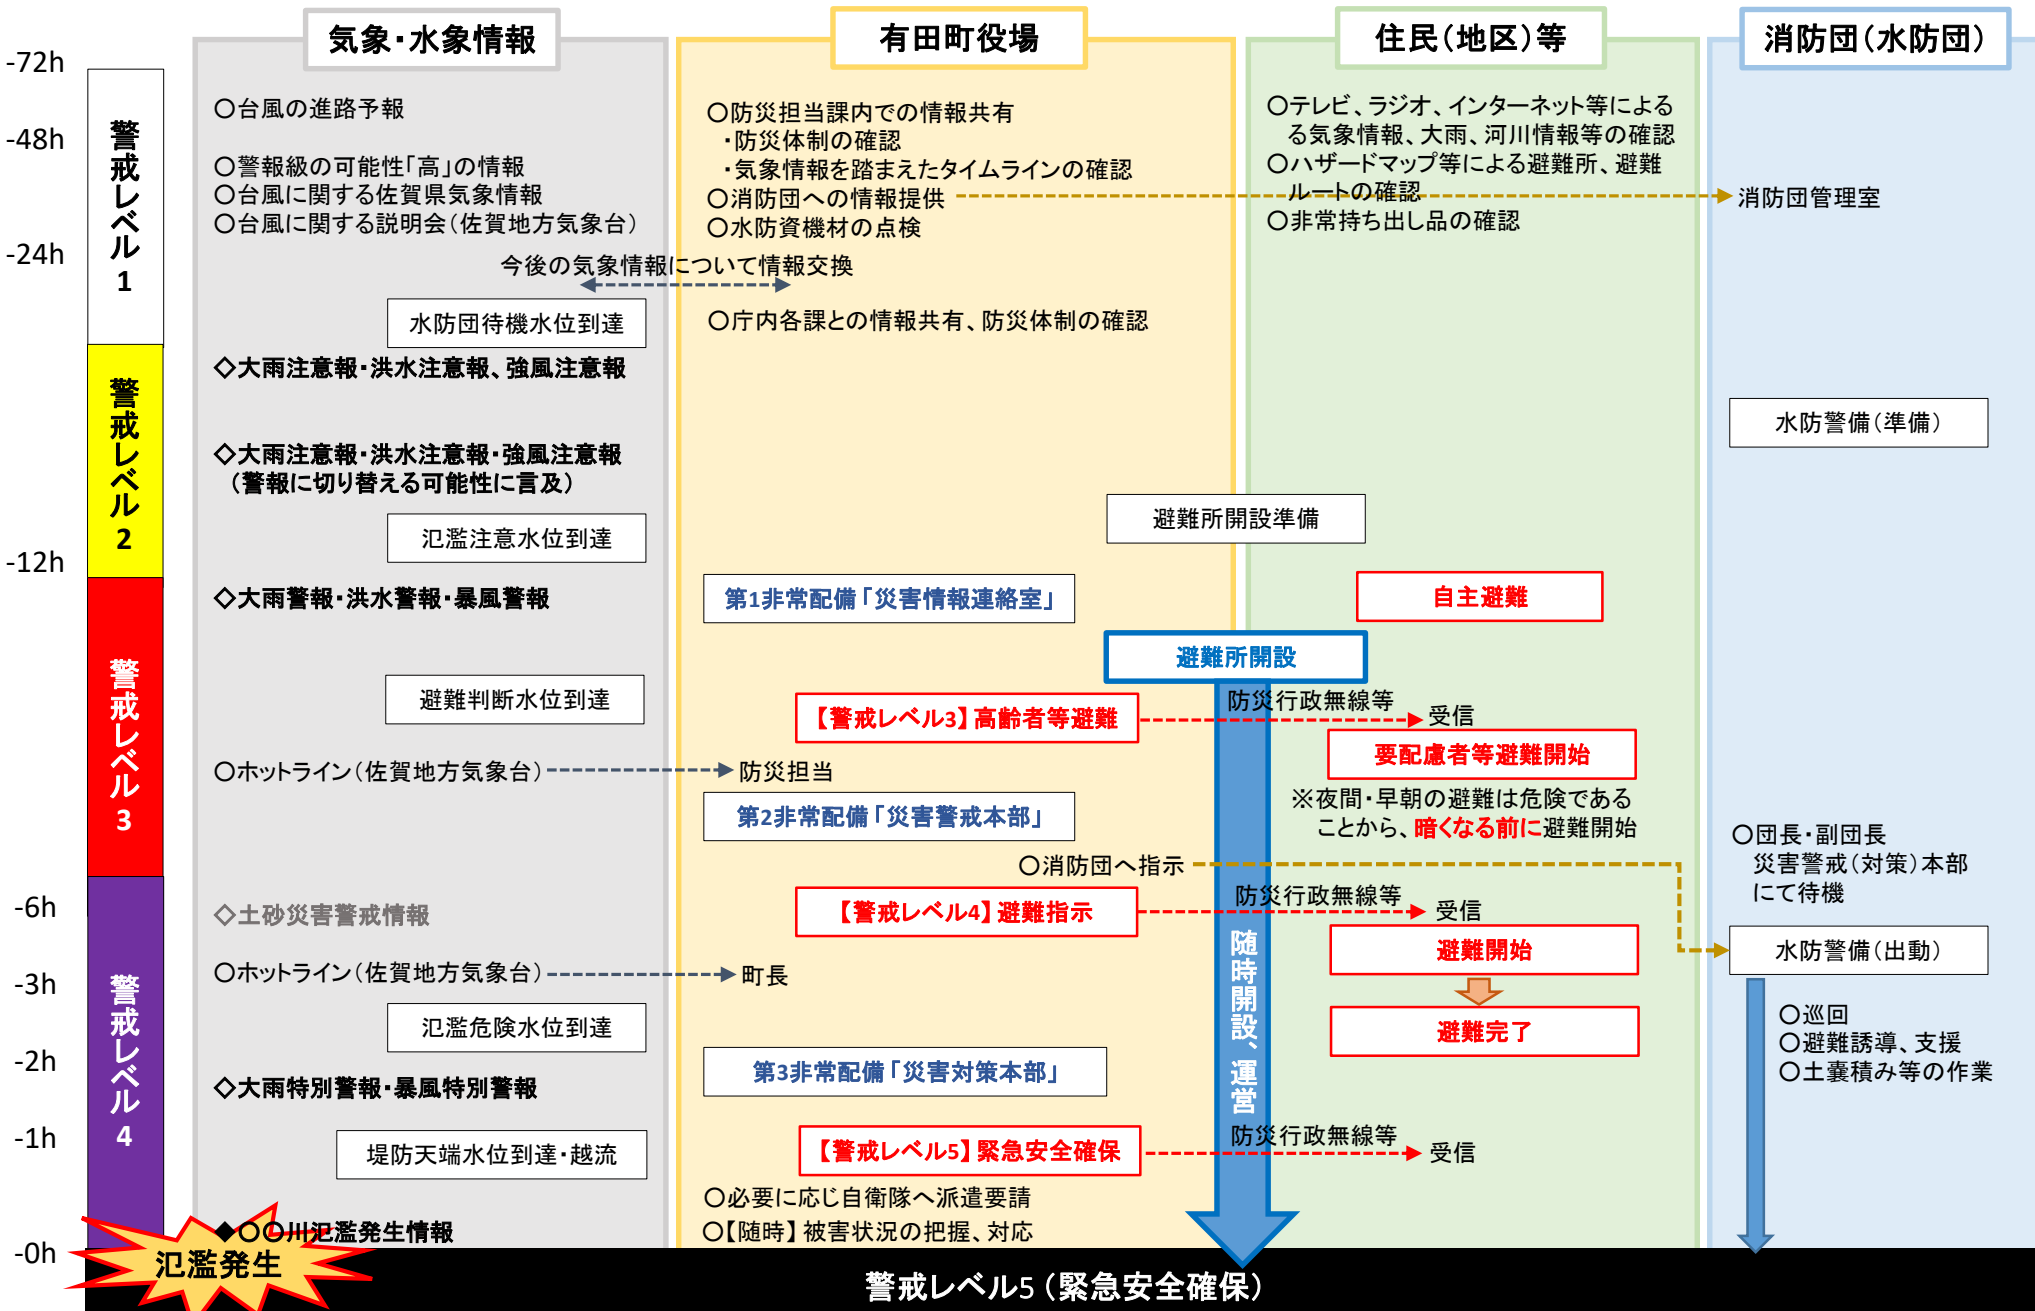 気象・水象情報
有田町役場
住民(地区)等
消防団(水防団)
-72h
-48h
-24h
-12h
-6h
-3h
-2h
-1h
-0h
警戒レベル1
警戒レベル2
警戒レベル3
警戒レベル4
〇台風の進路予報
〇警報級の可能性「高」の情報
〇台風に関する佐賀県気象情報
〇台風に関する説明会(佐賀地方気象台)
今後の気象情報について情報交換
水防団待機水位到達
◇大雨注意報・洪水注意報、強風注意報
◇大雨注意報・洪水注意報・強風注意報
(警報に切り替える可能性に言及)
氾濫注意水位到達
◇大雨警報・洪水警報・暴風警報
避難判断水位到達
〇ホットライン(佐賀地方気象台)
◇土砂災害警戒情報
〇ホットライン(佐賀地方気象台)
氾濫危険水位到達
◇大雨特別警報・暴風特別警報
堤防天端水位到達・越流
◆〇〇川氾濫発生情報
氾濫発生
〇防災担当課内での情報共有
・防災体制の確認
・気象情報を踏まえたタイムラインの確認
〇消防団への情報提供
〇水防資機材の点検
〇庁内各課との情報共有、防災体制の確認
避難所開設準備
第1非常配備「災害情報連絡室」
避難所開設
【警戒レベル3】高齢者等避難
防災行政無線等
防災担当
第2非常配備「災害警戒本部」
〇消防団へ指示
【警戒レベル4】避難指示
防災行政無線等
町長
随時開設、運営
第3非常配備「災害対策本部」
【警戒レベル5】緊急安全確保
防災行政無線等
〇必要に応じ自衛隊へ派遣要請
〇【随時】被害状況の把握、対応
〇テレビ、ラジオ、インターネット等による
る気象情報、大雨、河川情報等の確認
〇ハザードマップ等による避難所、避難
ルートの確認
〇非常持ち出し品の確認
自主避難
受信
要配慮者等避難開始
※夜間・早朝の避難は危険である
ことから、暗くなる前に避難開始
受信
避難開始
避難完了
受信
消防団管理室
水防警備(準備)
〇団長・副団長
災害警戒(対策)本部
にて待機
水防警備(出動)
〇巡回
〇避難誘導、支援
〇土嚢積み等の作業
警戒レベル5(緊急安全確保)